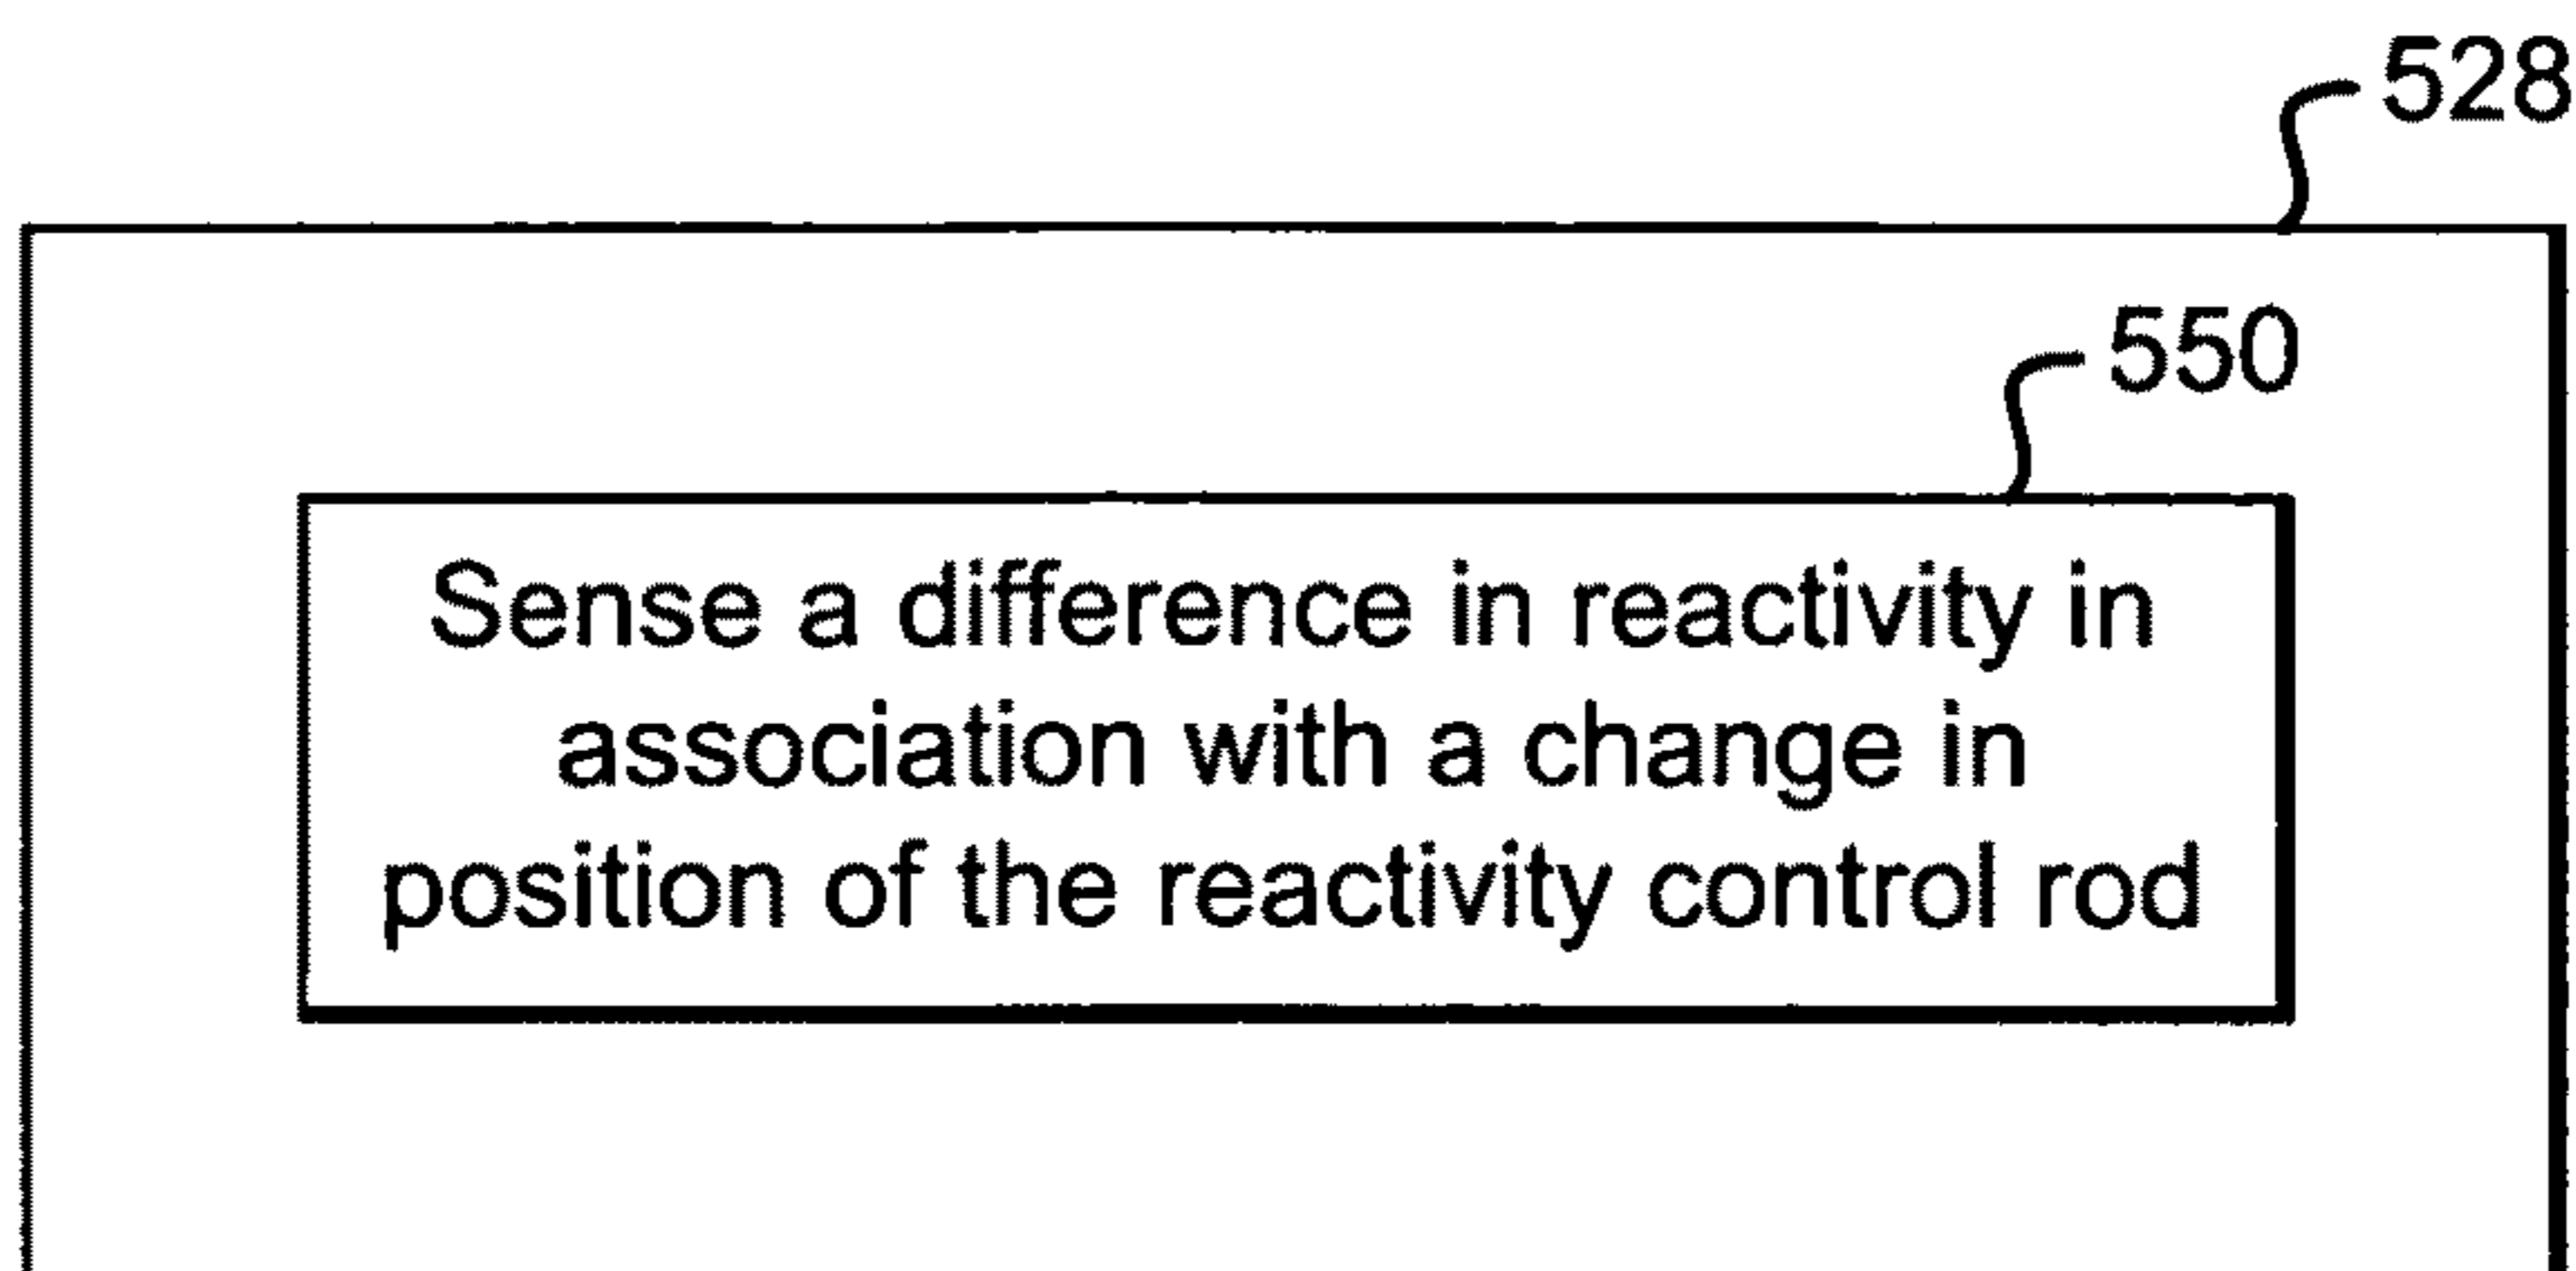 528
550
Sense a difference in reactivity in
association with a change in
position of the reactivity control rod